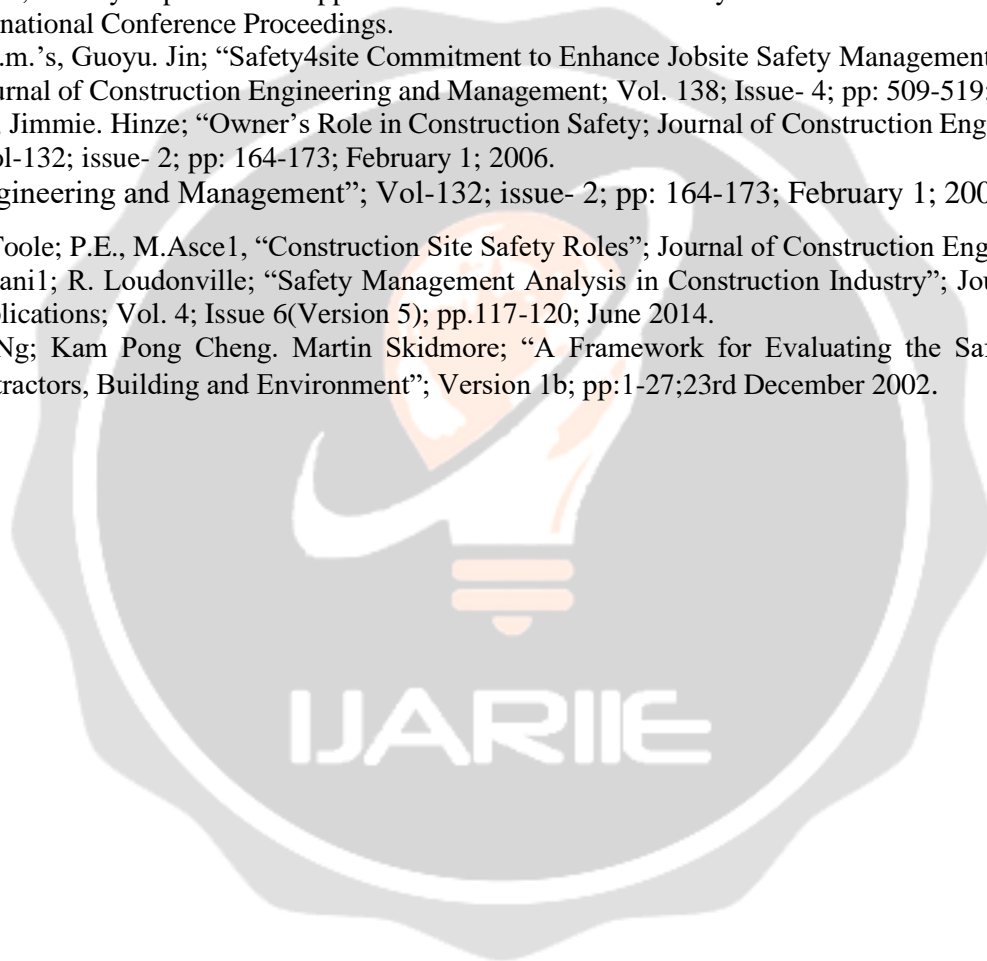 national Conference Proceedings.
.m.’s, Guoyu. Jin; “Safety4site Commitment to Enhance Jobsite Safety Management
urnal of Construction Engineering and Management; Vol. 138; Issue- 4; pp: 509-519;
, Jimmie. Hinze; “Owner’s Role in Construction Safety; Journal of Construction Eng
ol-132; issue- 2; pp: 164-173; February 1; 2006.
gineering and Management”; Vol-132; issue- 2; pp: 164-173; February 1; 200
Toole; P.E., M.Asce1, “Construction Site Safety Roles”; Journal of Construction Eng
ani1; R. Loudonville; “Safety Management Analysis in Construction Industry”; Jou
plications; Vol. 4; Issue 6(Version 5); pp.117-120; June 2014.
Ng; Kam Pong Cheng. Martin Skidmore; “A Framework for Evaluating the Saf
tractors, Building and Environment”; Version 1b; pp:1-27;23rd December 2002.
IJARIIE